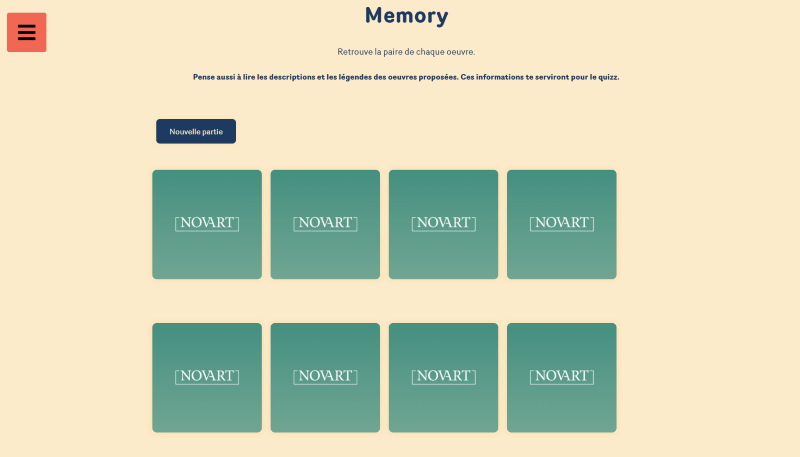 Memory
Retrouve la paire de chaque oeuvre.
Pense aussi à lire les descriptions et les légendes des oeuvres proposées. Ces informations te serviront pour le quizz.
Nouvelle partie
NOVART NOVART NOVART NOVART
NOVART NOVART NOVART NOVART